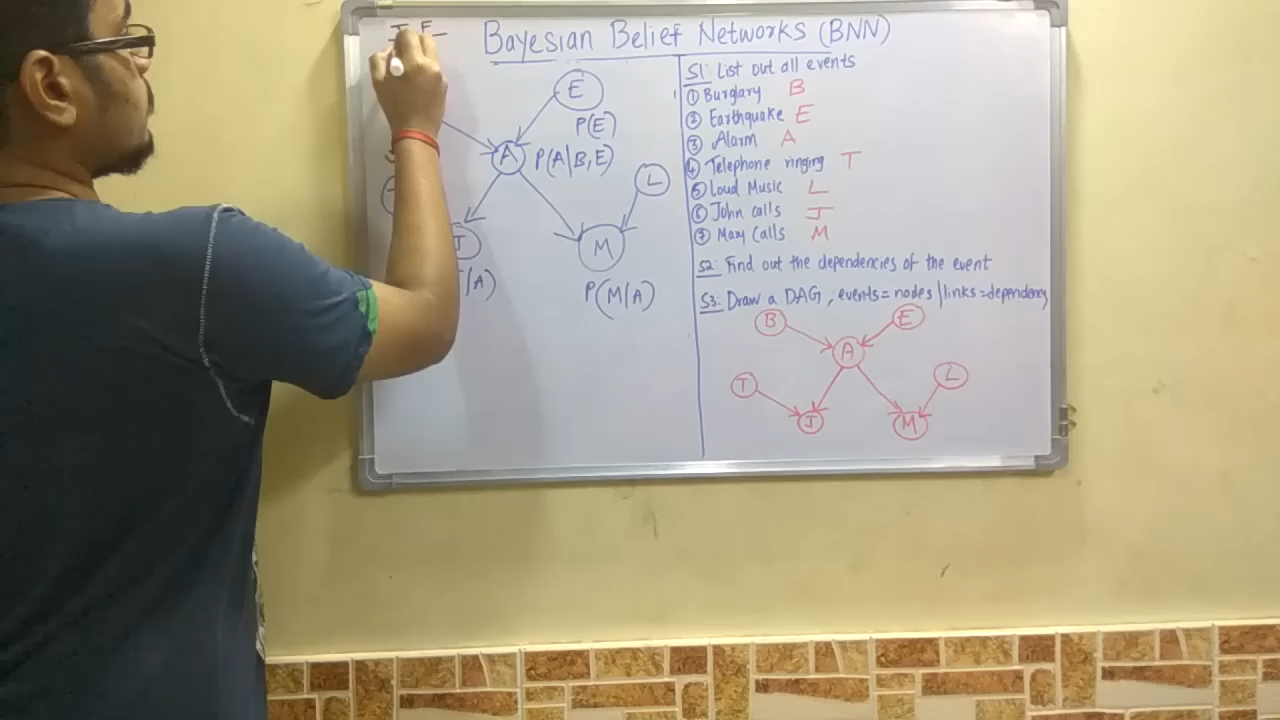 Bayesian Belief Networks (BNN)
T F
E
P(E)
A
P(A|B,E)
L
J
M
/A)
P(M|A)
S1: List out all events
① Burglary B
② Earthquake E
③ Alarm A
④ Telephone ringing T
⑤ Loud Music L
⑥ John calls J
⑦ Mary Calls M
S2: Find out the dependencies of the event
S3: Draw a DAG, events = nodes | links = dependency
B E
A
T L
J M